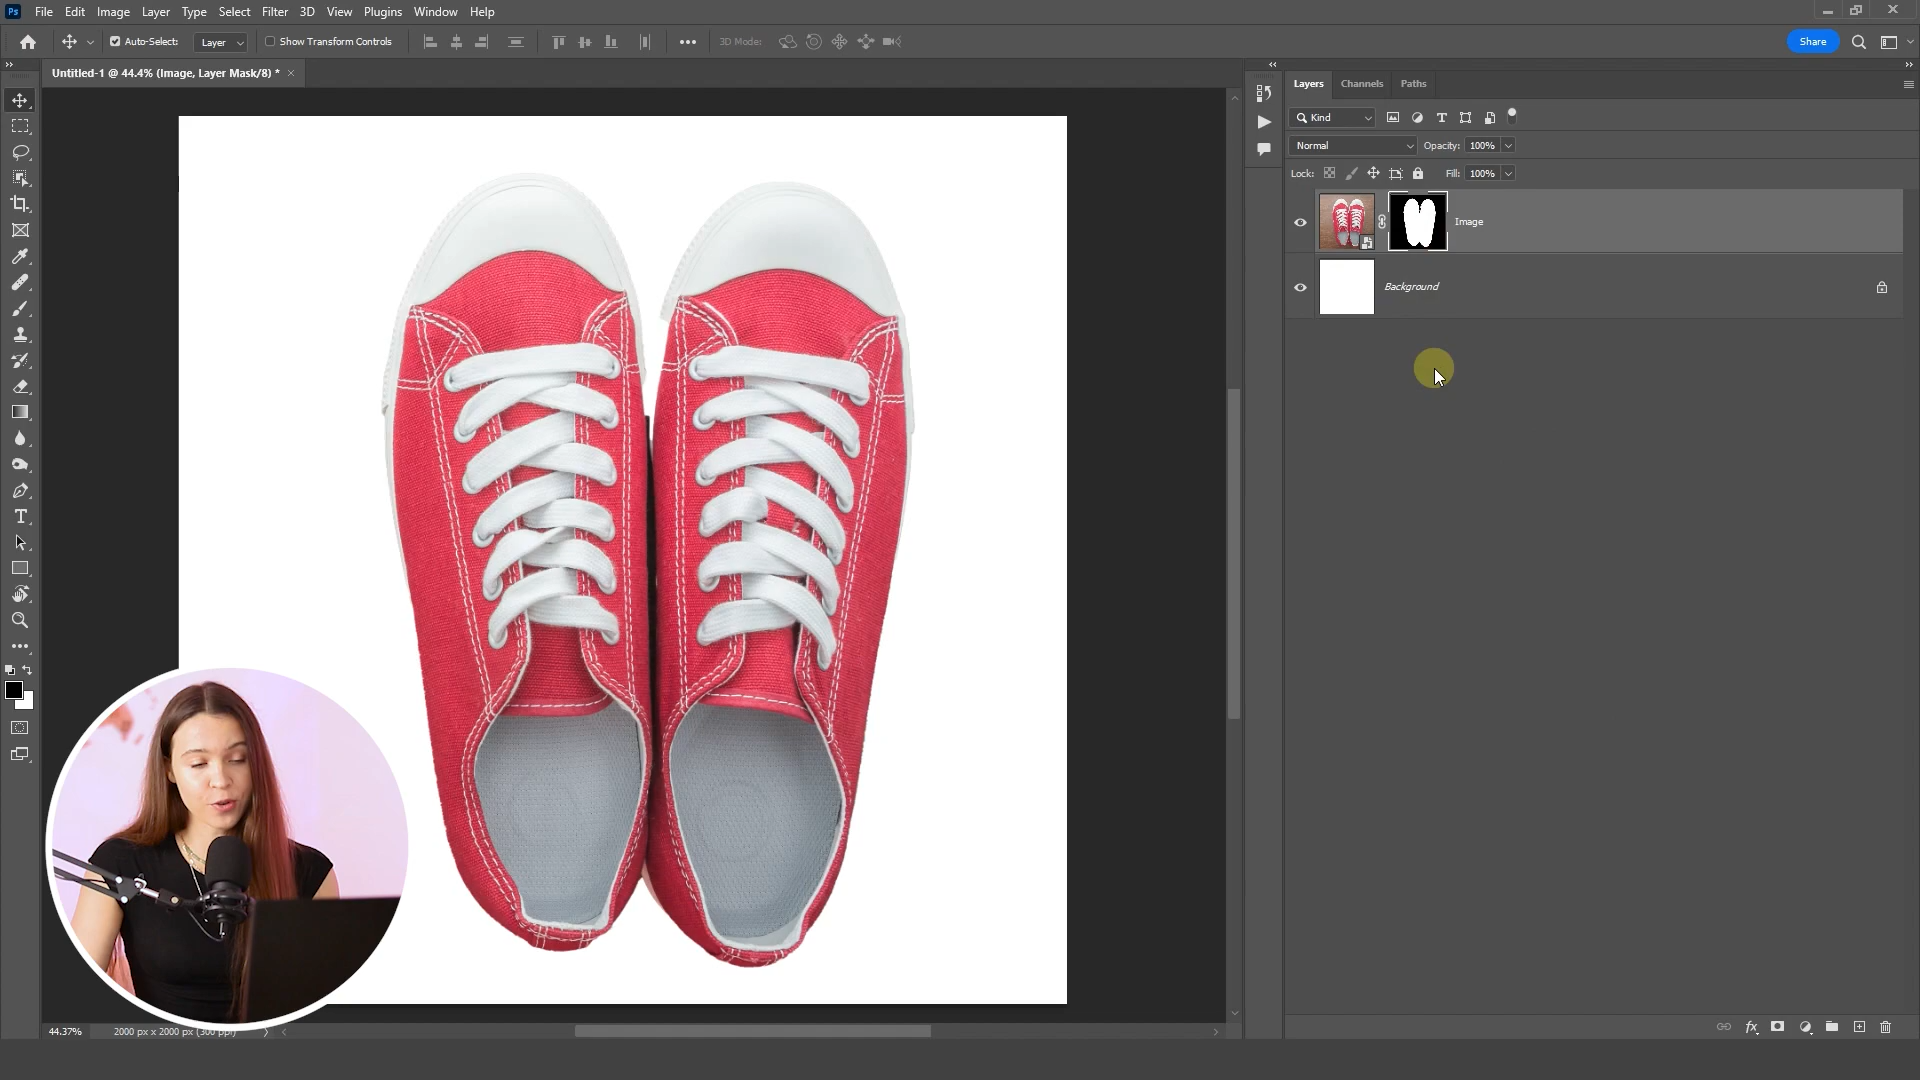 Ps File Edit Image Layer Type Select Filter 3D View Plugins Window Help
Auto-Select: Layer Show Transform Controls 3D Mode: Share
Untitled-1 @ 44.4% (Image, Layer Mask/8) *
Layers Channels Paths
Kind
Normal Opacity: 100%
Lock: Fill: 100%
Image
Background
44.37% 2000 px x 2000 px (300 ppi)